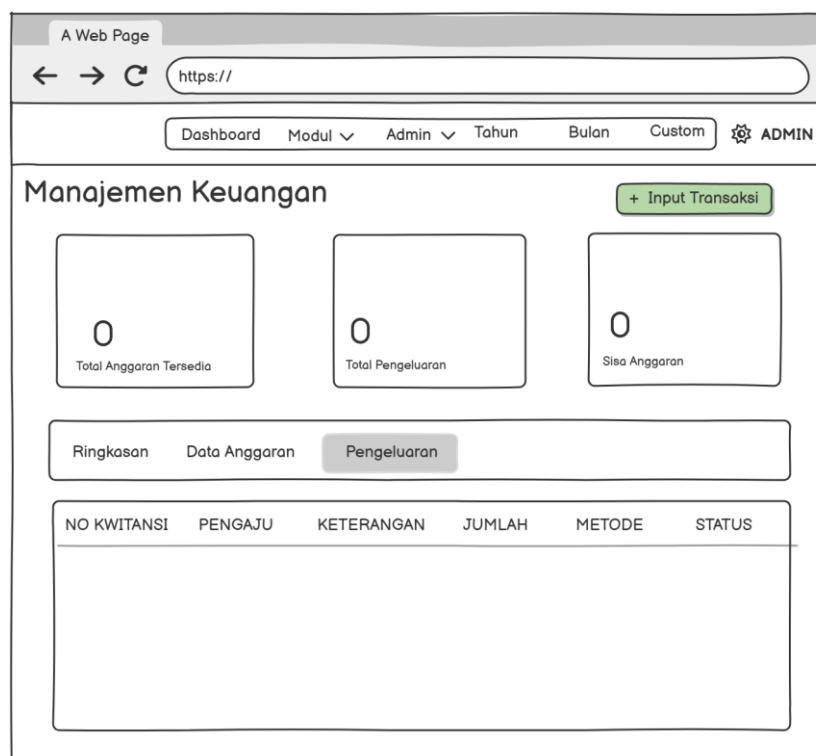 A Web Page
https://
Dashboard Modul Admin Tahun Bulan Custom ADMIN
Manajemen Keuangan
+ Input Transaksi
0 0 0
Total Anggaran Tersedia Total Pengeluaran Sisa Anggaran
Ringkasan Data Anggaran Pengeluaran
NO KWITANSI PENGAJU KETERANGAN JUMLAH METODE STATUS